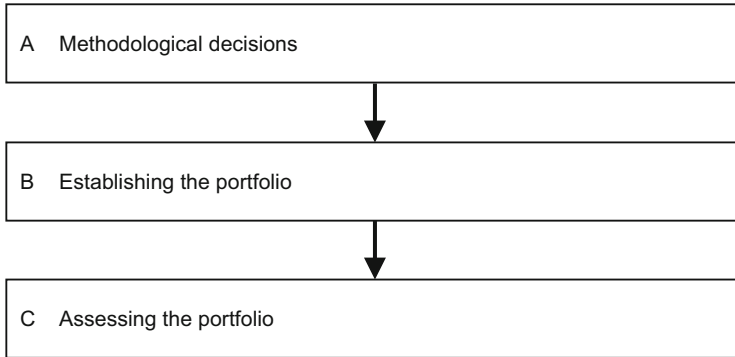 A Methodological decisions
B Establishing the portfolio
C Assessing the portfolio